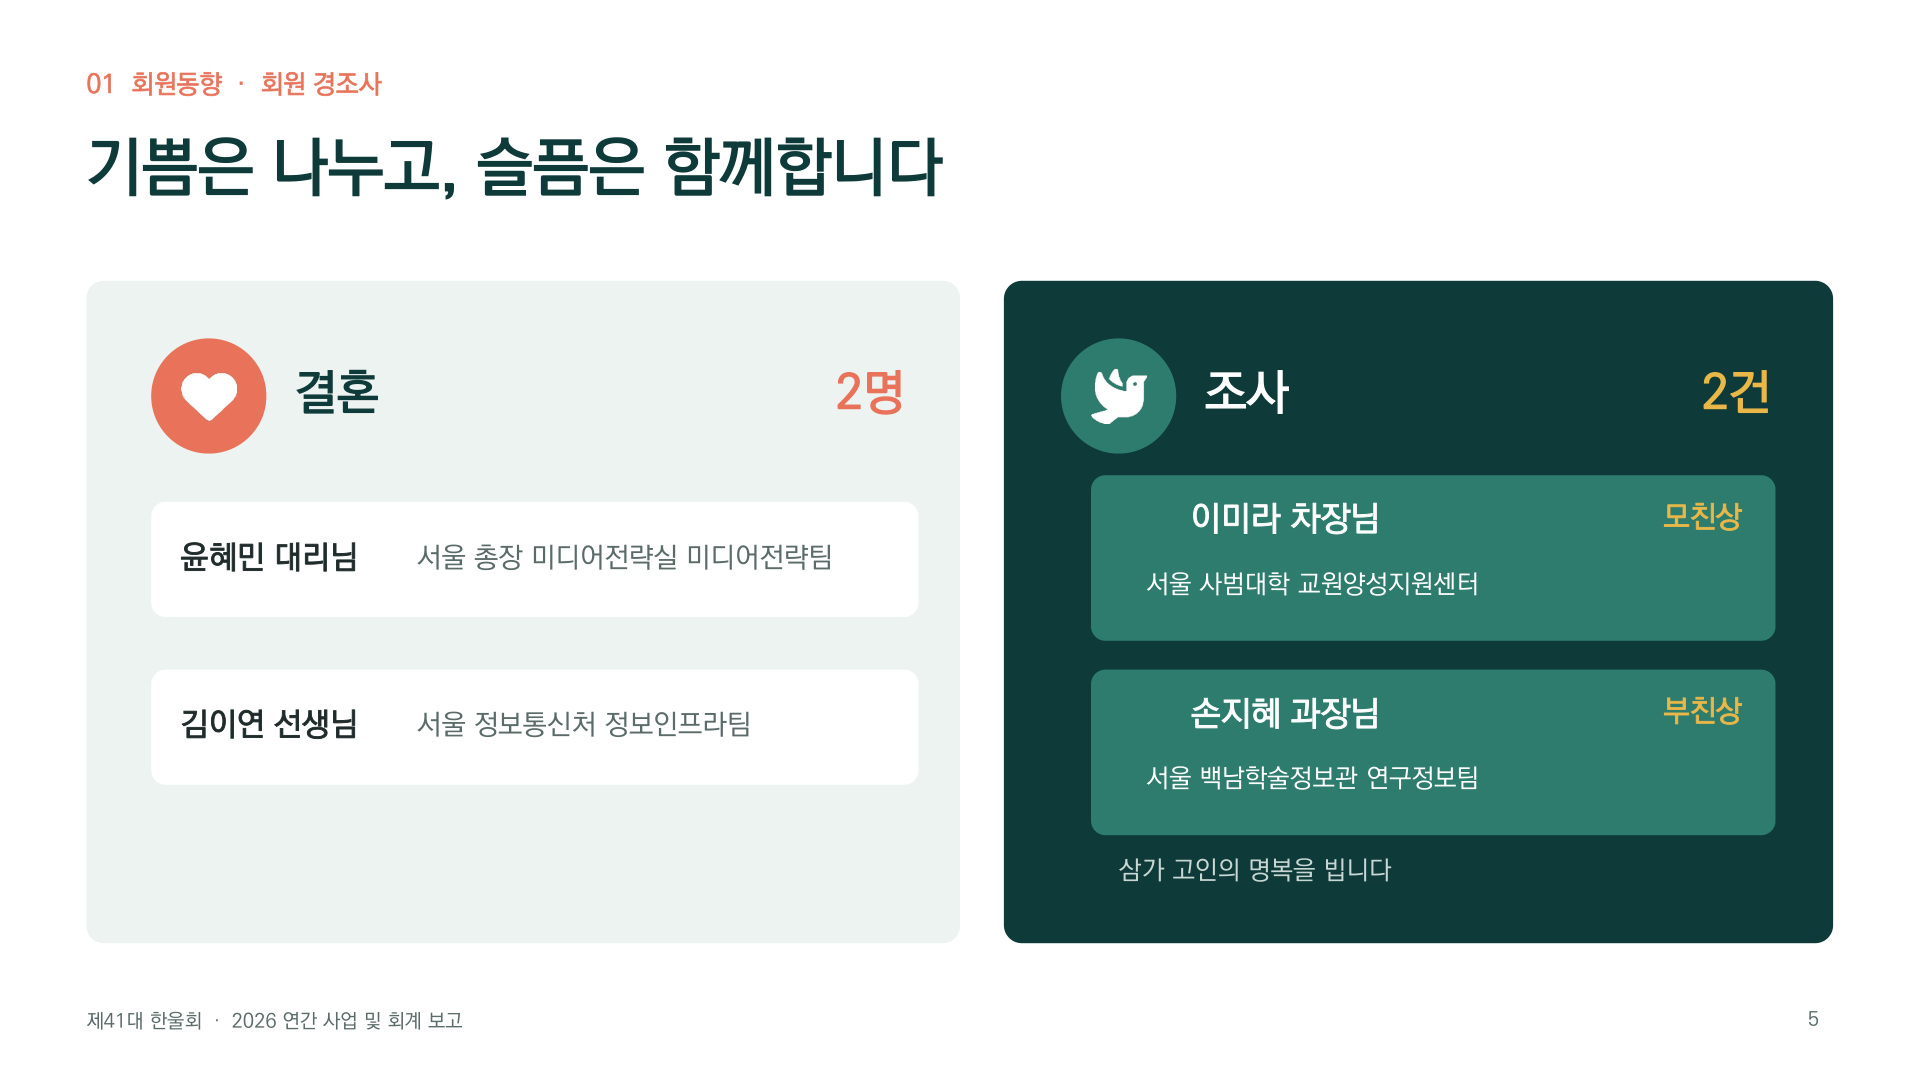 01 회원동향 · 회원 경조사
기쁨은 나누고, 슬픔은 함께합니다
결혼
2명
윤혜민 대리님
서울 총장 미디어전략실 미디어전략팀
김이연 선생님
서울 정보통신처 정보인프라팀
조사
2건
이미라 차장님
모친상
서울 사범대학 교원양성지원센터
손지혜 과장님
부친상
서울 백남학술정보관 연구정보팀
삼가 고인의 명복을 빕니다
제41대 한울회 · 2026 연간 사업 및 회계 보고
5